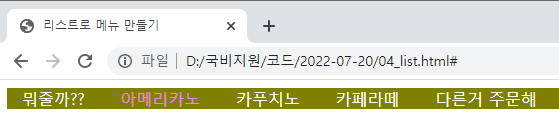 리스트로 메뉴 만들기
파일 | D:/국비지원/코드/2022-07-20/04_list.html#
뭐줄까?? 아메리카노 카푸치노 카페라떼 다른거 주문해